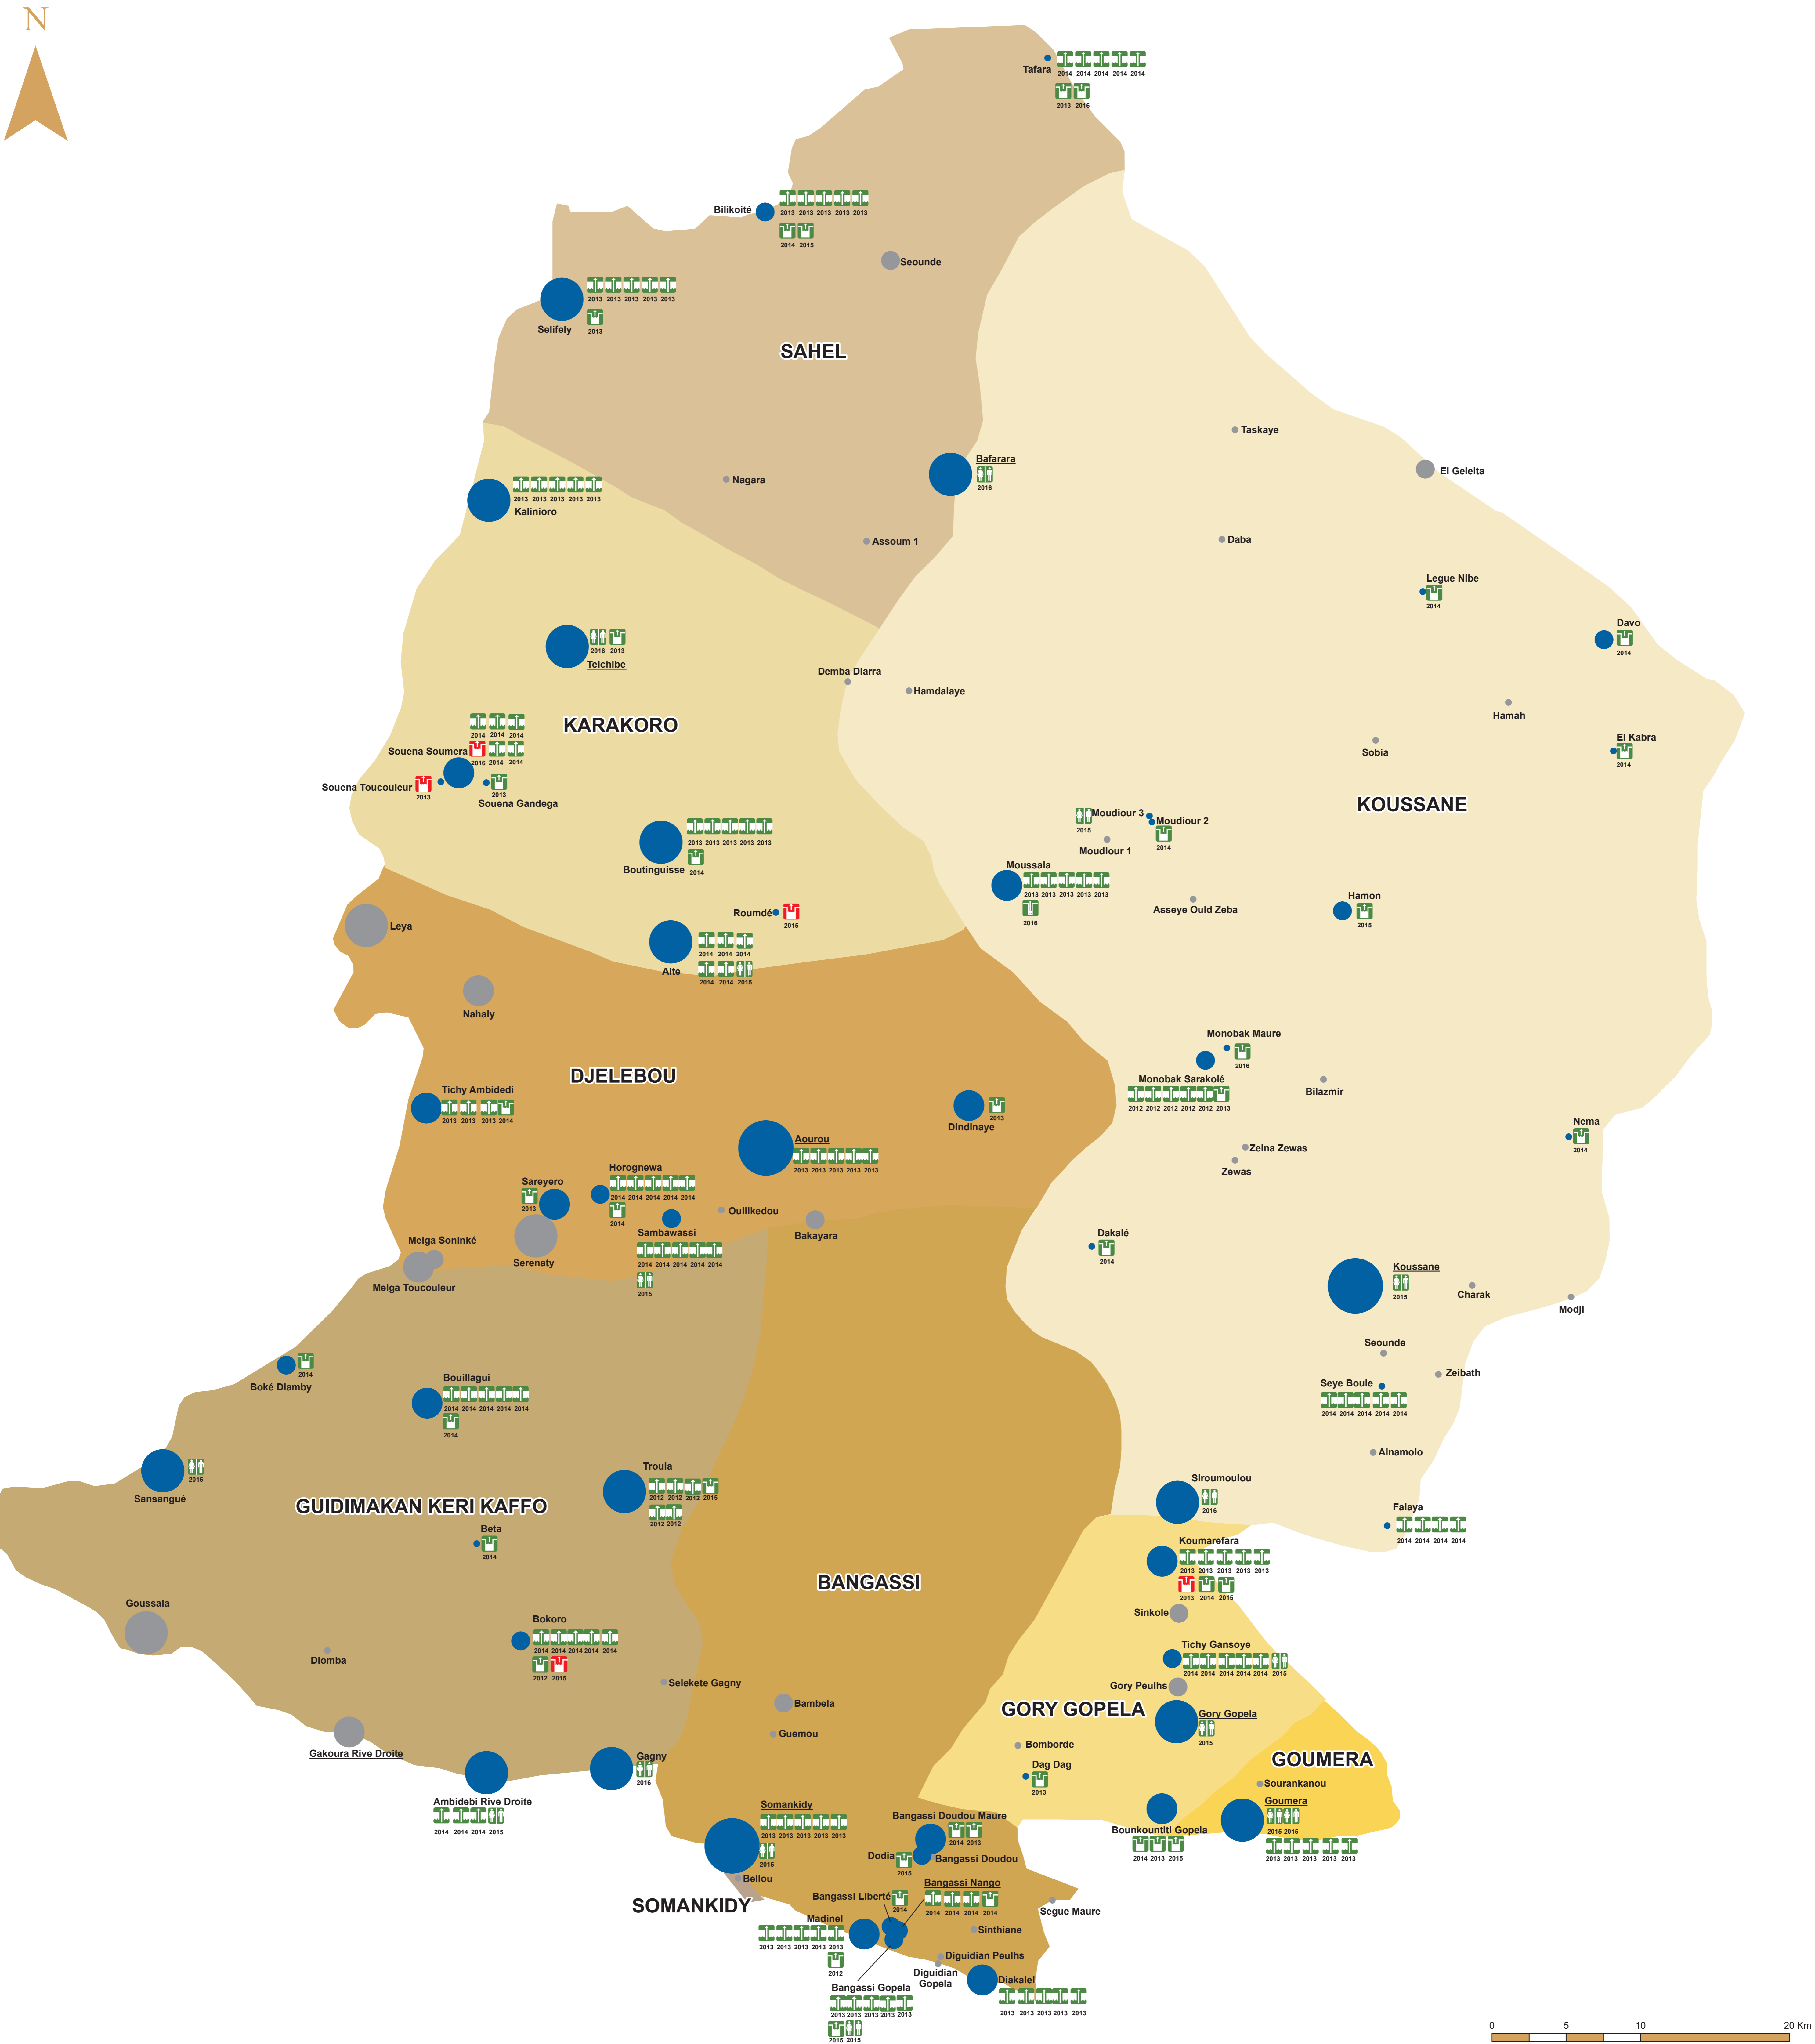 N
Tafara
2014 2014 2014 2014 2014
2013 2016
Bilikoité
2013 2013 2013 2013 2013
2014 2015
Seounde
2013 2013 2013 2013 2013
Selifely
2013
SAHEL
Taskaye
Bafarara
2016
El Geleita
Nagara
2013 2013 2013 2013 2013
Kalinioro
Assoum 1
Daba
Legue Nibe
2014
Davo
2014
2016 2013
Teichibe
Demba Diarra
Hamdalaye
Hamah
KARAKORO
2014 2014 2014
Souena Soumera
2016 2014 2014
Souena Toucouleur
2013
2013
Souena Gandega
Sobia
El Kabra
2014
KOUSSANE
Moudiour 3
2015
Moudiour 2
2014
Moudiour 1
2013 2013 2013 2013 2013
Boutinguisse
2014
Moussala
2013 2013 2013 2013 2013
2016
Asseye Ould Zeba
Hamon
2015
Roumdé
2015
Leya
2014 2014 2014
Aite
2014 2014 2015
Nahaly
Monobak Maure
2016
Monobak Sarakolé
2012 2012 2012 2012 2012 2013
Bilazmir
DJELEBOU
Tichy Ambidedi
2013 2013 2013 2014
2013
Dindinaye
Nema
2014
Aourou
2013 2013 2013 2013 2013
Zeina Zewas
Zewas
Horognewa
2014 2014 2014 2014 2014
2014
Sareyero
2013
Ouilikedou
Bakayara
Sambawassi
2014 2014 2014 2014 2014
2015
Melga Soninké
Serenaty
Melga Toucouleur
Dakalé
2014
Koussane
2015
Charak
Modji
Seounde
Zeibath
Seye Boule
2014 2014 2014 2014 2014
2014
Boké Diamby
Bouillagui
2014 2014 2014 2014 2014
2014
Ainamolo
Troula
2012 2012 2012 2015
2012 2012
2015
Sansangué
GUIDIMAKAN KERI KAFFO
Siroumoulou
2016
Falaya
2014 2014 2014 2014
Beta
2014
Koumarefara
2013 2013 2013 2013 2013
2013 2014 2015
BANGASSI
Goussala
Sinkole
Bokoro
2014 2014 2014 2014 2014
2012 2015
Diomba
Tichy Gansoye
2014 2014 2014 2014 2014 2015
Selekete Gagny
Gory Peulhs
Bambela
GORY GOPELA
Gory Gopela
2015
Guemou
Bomborde
Gakoura Rive Droite
Gagny
2016
GOUMERA
Dag Dag
2013
Sourankanou
Ambidebi Rive Droite
2014 2014 2014 2015
Somankidy
2013 2013 2013 2013 2013
2015
Goumera
2015 2015
2013 2013 2013 2013 2013
Bangassi Doudou Maure
2014 2013
Bounkountiti Gopela
2014 2013 2015
Dodia
2015
Bangassi Doudou
Bellou
SOMANKIDY
Bangassi Nango
2014 2014 2014 2014
Bangassi Liberté
2014
Segue Maure
Madinel
2013 2013 2013 2013 2013
2012
Sinthiane
Diguidian Peulhs
Diguidian
Gopela
Diakalel
2013 2013 2013 2013 2013
Bangassi Gopela
2013 2013 2013 2013 2013
2015 2015
0 5 10 20 Km